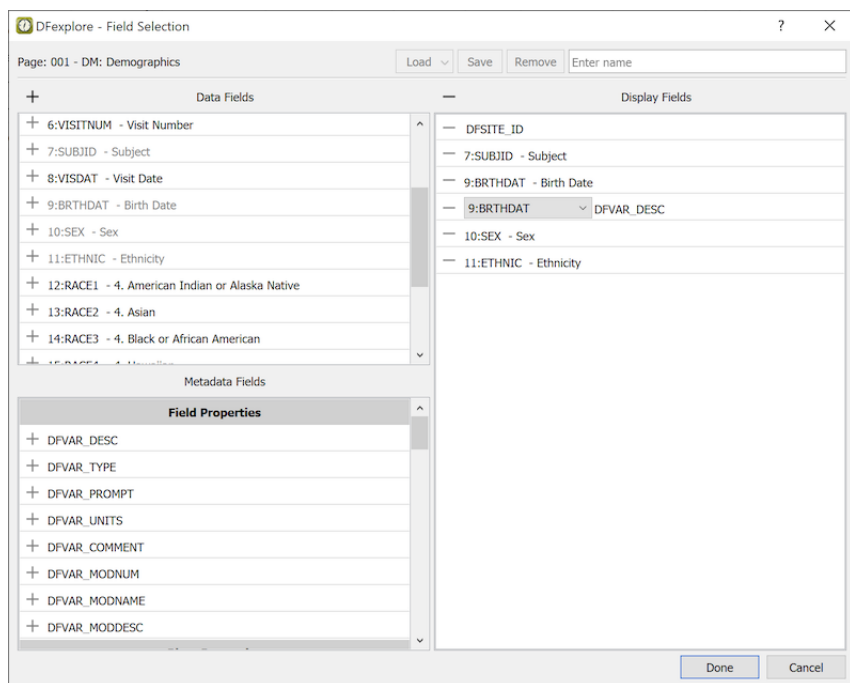 DFexplore - Field Selection
?
Page: 001 - DM: Demographics
Load
Save
Remove
Enter name
Data Fields
6:VISITNUM - Visit Number
7:SUBJID - Subject
8:VISDAT - Visit Date
9:BRTHDAT - Birth Date
10:SEX - Sex
11:ETHNIC - Ethnicity
12:RACE1 - 4. American Indian or Alaska Native
13:RACE2 - 4. Asian
14:RACE3 - 4. Black or African American
Metadata Fields
Field Properties
DFVAR_DESC
DFVAR_TYPE
DFVAR_PROMPT
DFVAR_UNITS
DFVAR_COMMENT
DFVAR_MODNUM
DFVAR_MODNAME
DFVAR_MODDESC
Display Fields
DFSITE_ID
7:SUBJID - Subject
9:BRTHDAT - Birth Date
9:BRTHDAT DFVAR_DESC
10:SEX - Sex
11:ETHNIC - Ethnicity
Done
Cancel